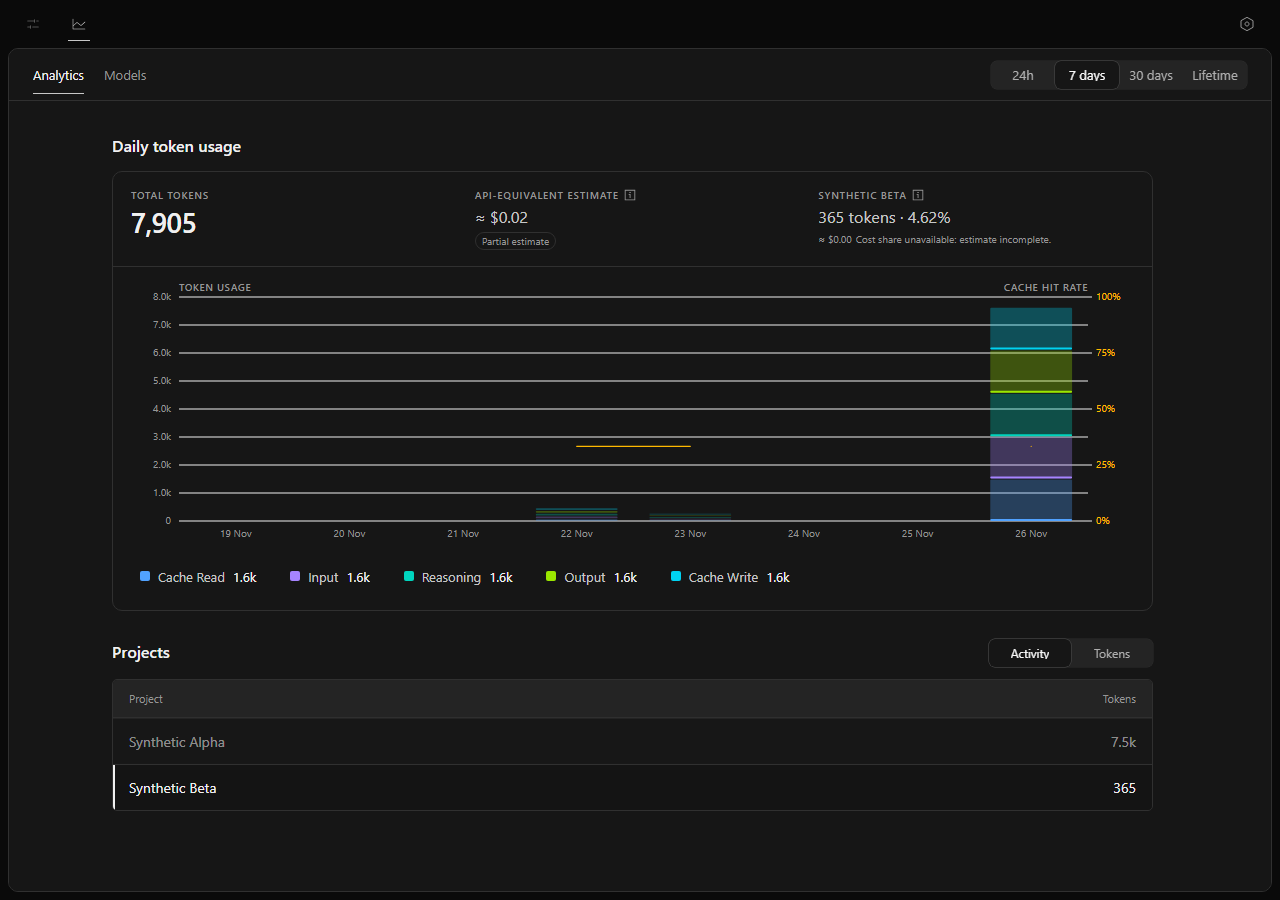 Analytics Models 24h 7 days 30 days Lifetime
Daily token usage
TOTAL TOKENS
7,905
API-EQUIVALENT ESTIMATE
≈ $0.02
Partial estimate
SYNTHETIC BETA
365 tokens · 4.62%
≈ $0.00 Cost share unavailable: estimate incomplete.
TOKEN USAGE CACHE HIT RATE
8.0k 100%
7.0k
6.0k 75%
5.0k
4.0k 50%
3.0k
2.0k 25%
1.0k
0 0%
19 Nov 20 Nov 21 Nov 22 Nov 23 Nov 24 Nov 25 Nov 26 Nov
Cache Read 1.6k Input 1.6k Reasoning 1.6k Output 1.6k Cache Write 1.6k
Projects Activity Tokens
Project Tokens
Synthetic Alpha 7.5k
Synthetic Beta 365